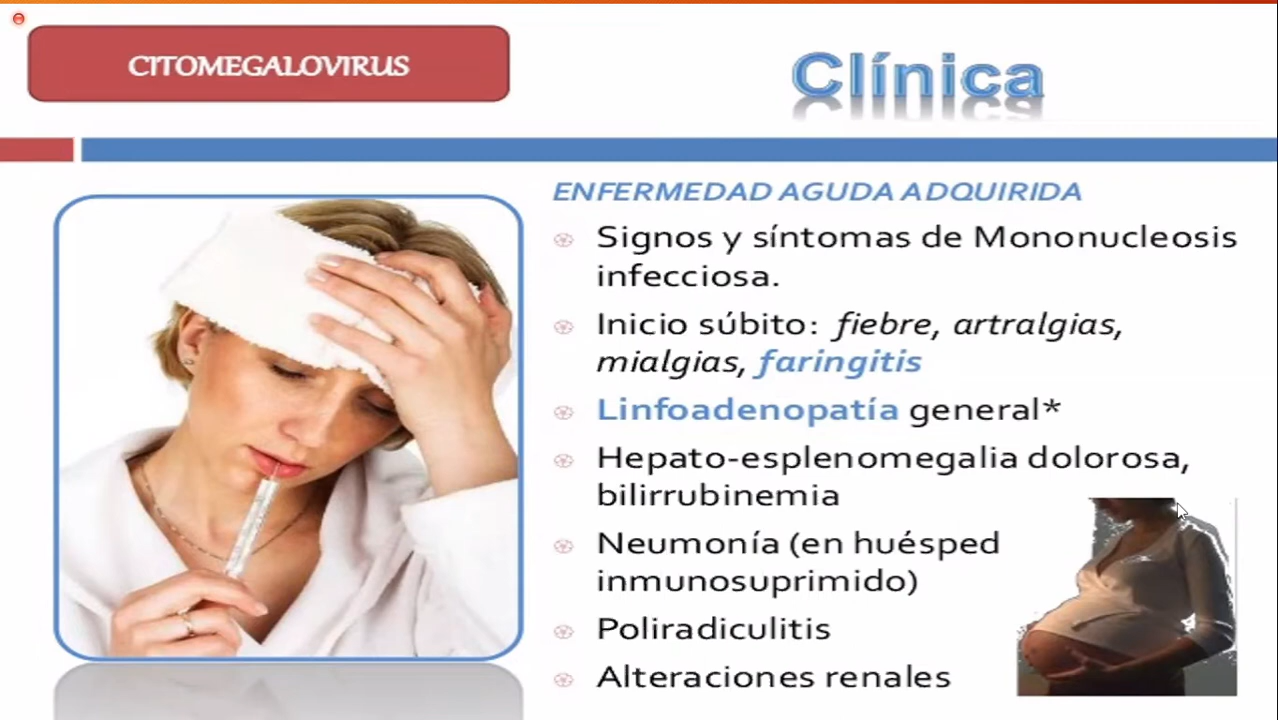 CITOMEGALOVIRUS
Clínica
ENFERMEDAD AGUDA ADQUIRIDA
Signos y síntomas de Mononucleosis
infecciosa.
Inicio súbito: fiebre, artralgias,
mialgias, faringitis
Linfoadenopatía general*
Hepato-esplenomegalia dolorosa,
bilirrubinemia
Neumonía (en huésped
inmunosuprimido)
Poliradiculitis
Alteraciones renales